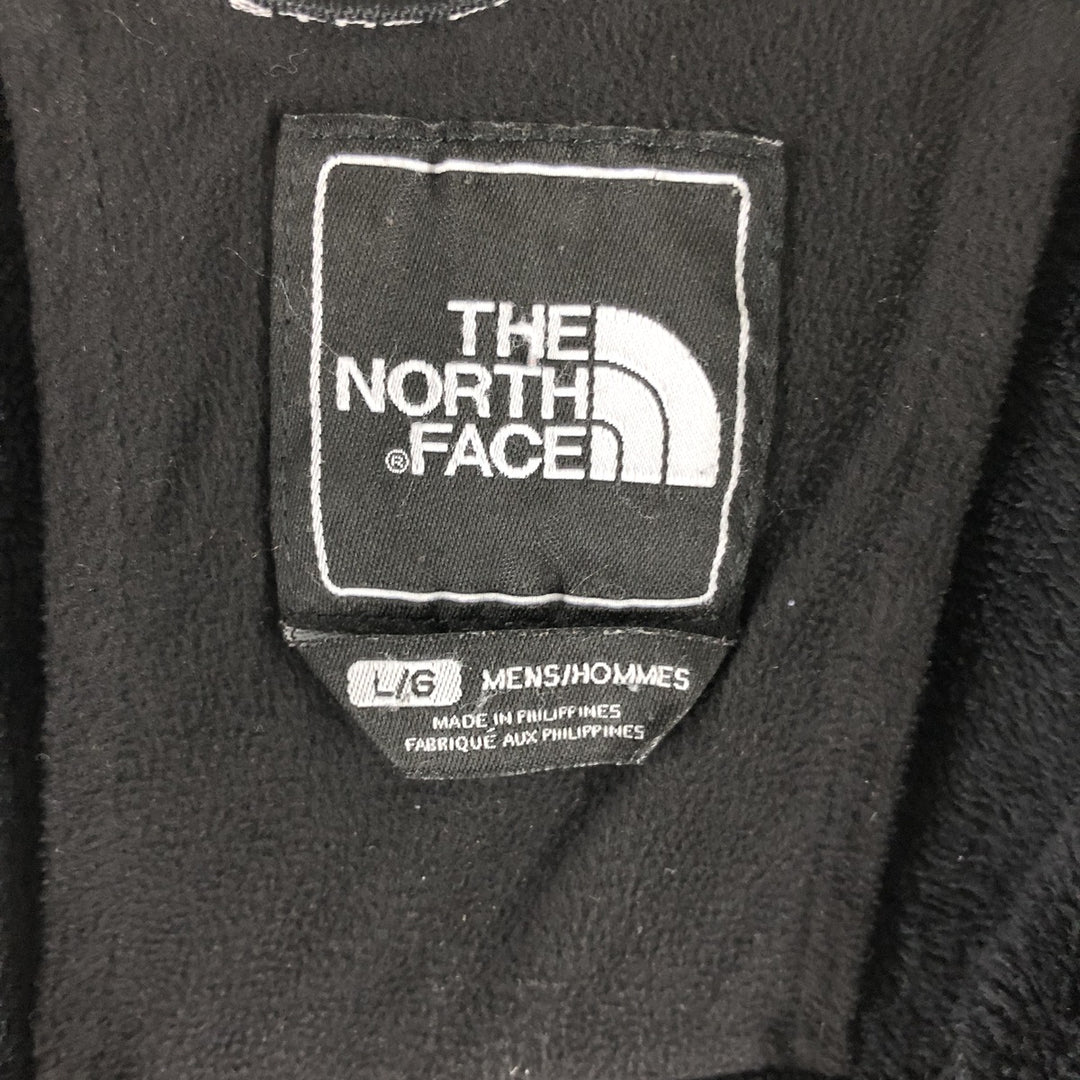 THE
NORTH
®FACE
L/G MENS/HOMMES
MADE IN PHILIPPINES
FABRIQUÉ AUX PHILIPPINES